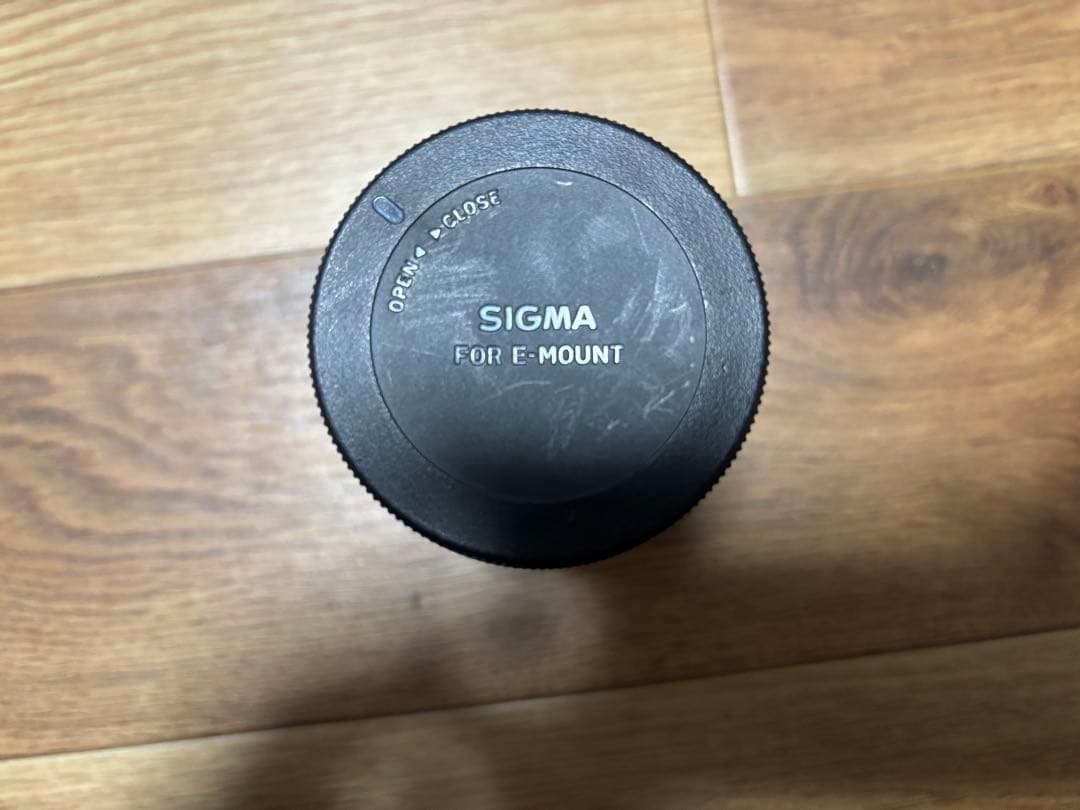 OPEN◄ ►CLOSE
SIGMA
FOR E-MOUNT